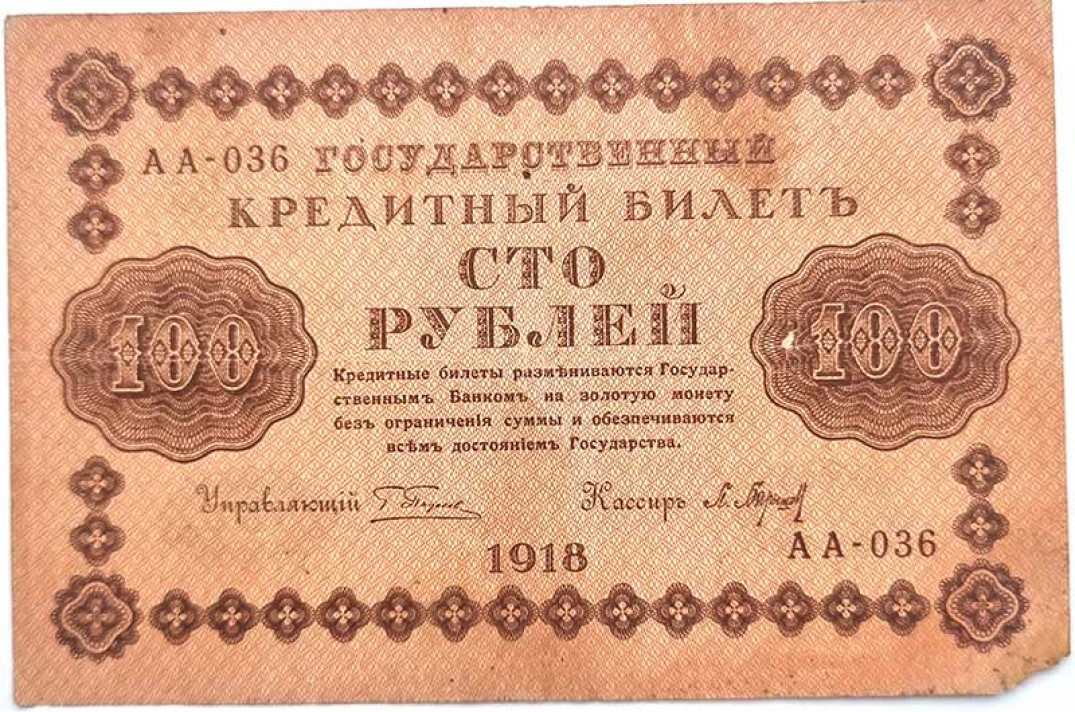 АА-036 ГОСУДАРСТВЕННЫЙ
КРЕДИТНЫЙ БИЛЕТЪ
СТО
РУБЛЕЙ
100
100
Кредитные билеты размѣниваются Государ-
ственнымъ Банкомъ на золотую монету
безъ ограниченія суммы и обезпечиваются
всѣмъ достояніемъ Государства.
Управляющій
Кассиръ
АА-036
1918